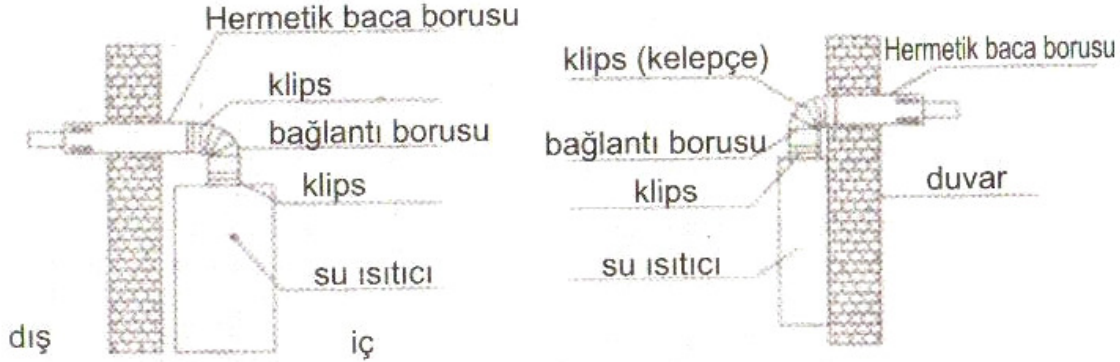 Hermetik baca borusu
klips
bağlantı borusu
klips
su ısıtıcı
dış
iç
klips (kelepçe)
Hermetik baca borusu
bağlantı borusu
klips
duvar
su ısıtıcı